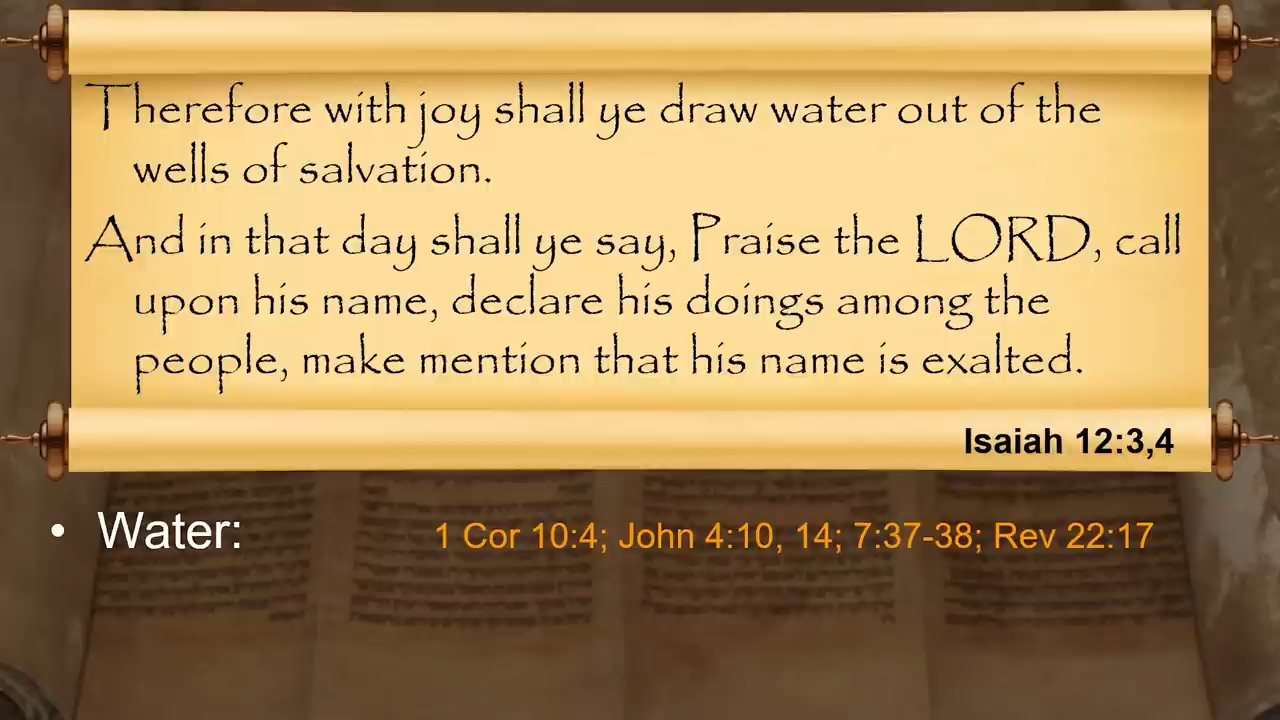 Therefore with joy shall ye draw water out of the
wells of salvation.
And in that day shall ye say, Praise the LORD, call
upon his name, declare his doings among the
people, make mention that his name is exalted.
Isaiah 12:3,4
• Water: 1 Cor 10:4; John 4:10, 14; 7:37-38; Rev 22:17